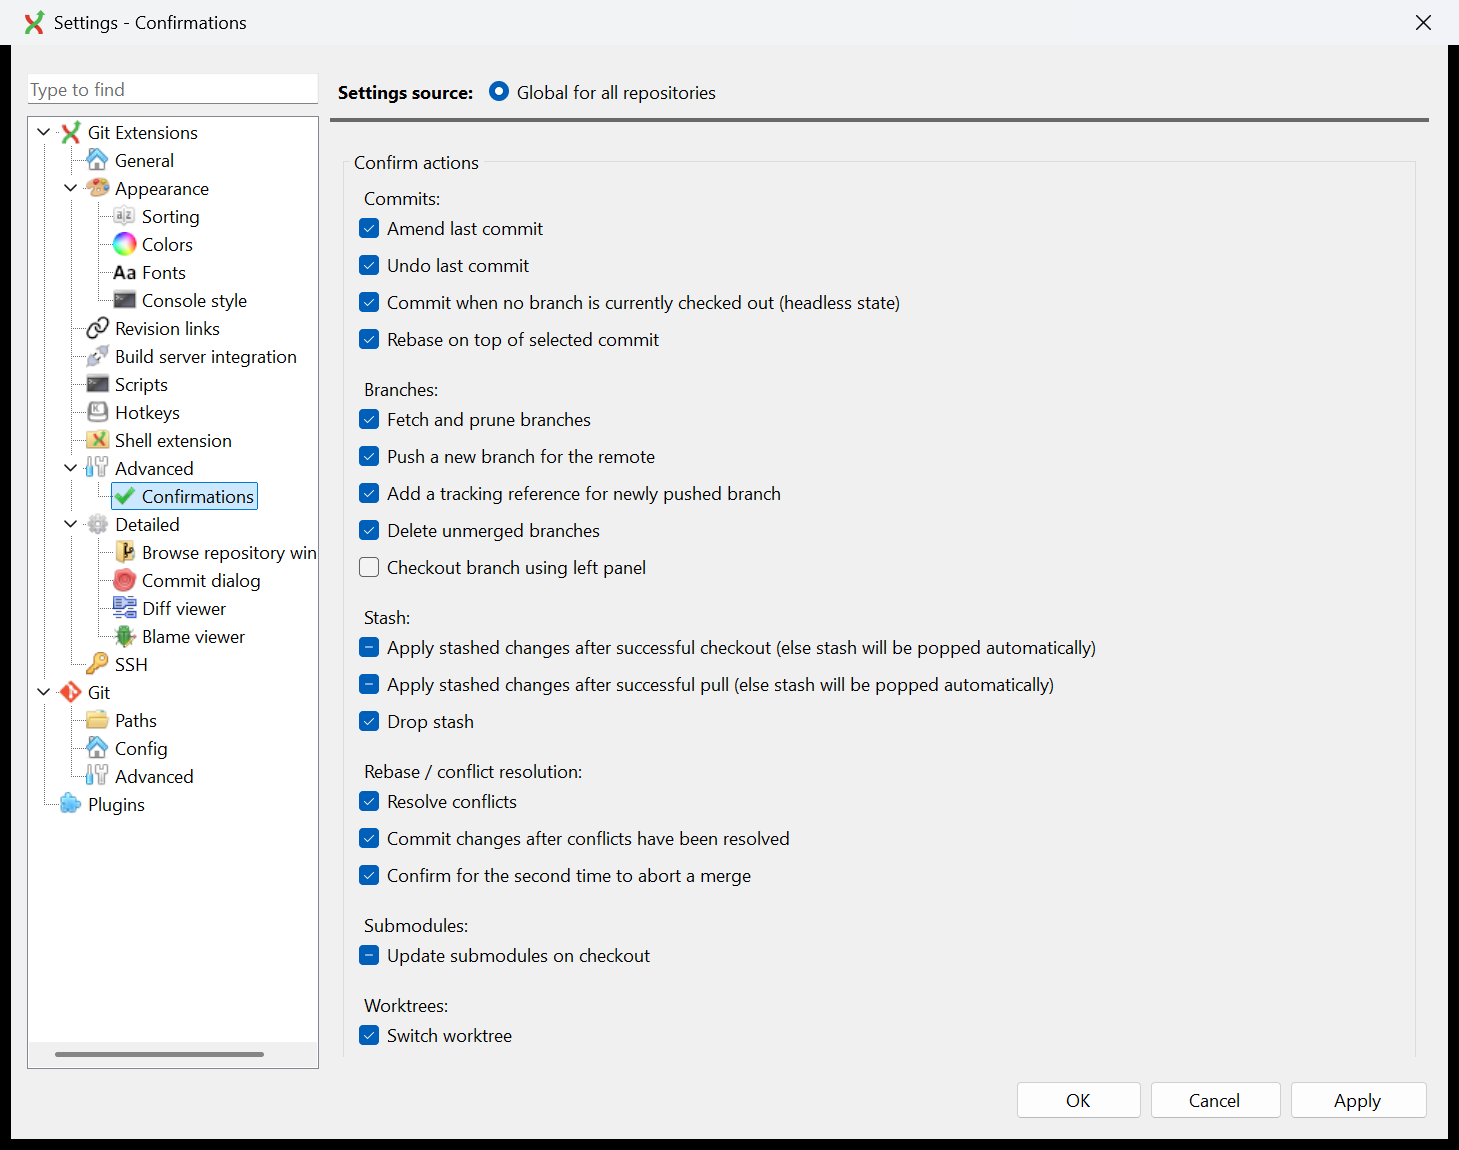 Settings - Confirmations
Type to find
Git Extensions
General
Appearance
Sorting
Colors
Aa Fonts
Console style
Revision links
Build server integration
Scripts
Hotkeys
Shell extension
Advanced
Confirmations
Detailed
Browse repository win
Commit dialog
Diff viewer
Blame viewer
SSH
Git
Paths
Config
Advanced
Plugins
Settings source: Global for all repositories
Confirm actions
Commits:
Amend last commit
Undo last commit
Commit when no branch is currently checked out (headless state)
Rebase on top of selected commit
Branches:
Fetch and prune branches
Push a new branch for the remote
Add a tracking reference for newly pushed branch
Delete unmerged branches
Checkout branch using left panel
Stash:
Apply stashed changes after successful checkout (else stash will be popped automatically)
Apply stashed changes after successful pull (else stash will be popped automatically)
Drop stash
Rebase / conflict resolution:
Resolve conflicts
Commit changes after conflicts have been resolved
Confirm for the second time to abort a merge
Submodules:
Update submodules on checkout
Worktrees:
Switch worktree
OK Cancel Apply